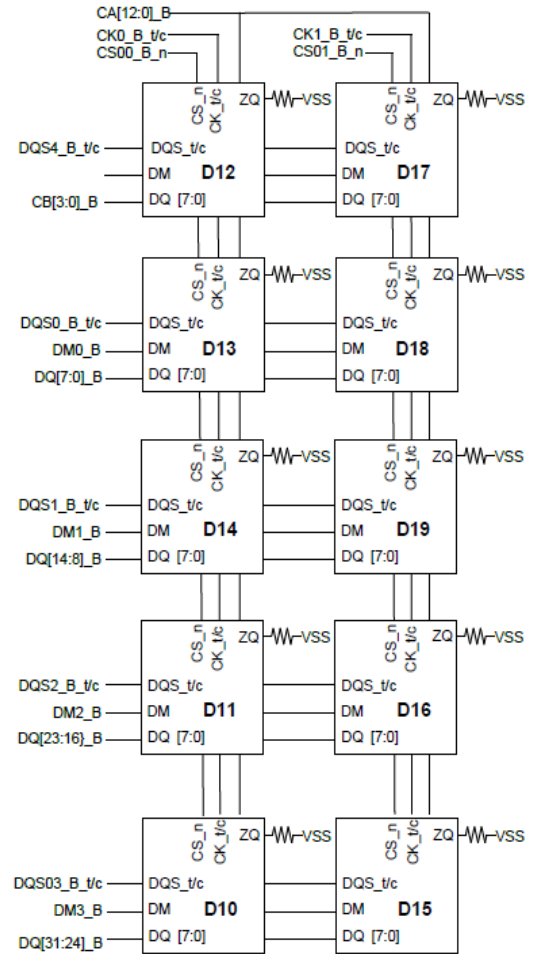 CA[12:0]_B
CK0_B_t/c CK1_B_t/c
CS00_B_n CS01_B_n
CS_n CK_t/c ZQ VSS CS_n Ck_t/c ZQ VSS
DQS4_B_t/c DQS_t/c DQS_t/c
DM D12 DM D17
CB[3:0]_B DQ [7:0] DQ [7:0]
CS_n CK_t/c ZQ VSS CS_n CK_t/c ZQ VSS
DQS0_B_t/c DQS_t/c DQS_t/c
DM0_B DM D13 DM D18
DQ[7:0]_B DQ [7:0] DQ [7:0]
CS_n CK_t/c ZQ VSS CS_n CK_t/c ZQ VSS
DQS1_B_t/c DQS_t/c DQS_t/c
DM1_B DM D14 DM D19
DQ[14:8]_B DQ [7:0] DQ [7:0]
CS_n CK_t/c ZQ VSS CS_n CK_t/c ZQ VSS
DQS2_B_t/c DQS_t/c DQS_t/c
DM2_B DM D11 DM D16
DQ[23:16}_B DQ [7:0] DQ [7:0]
CS_n CK_t/c ZQ VSS CS_n CK_t/c ZQ VSS
DQS03_B_t/c DQS_t/c DQS_t/c
DM3_B DM D10 DM D15
DQ[31:24]_B DQ [7:0] DQ [7:0]